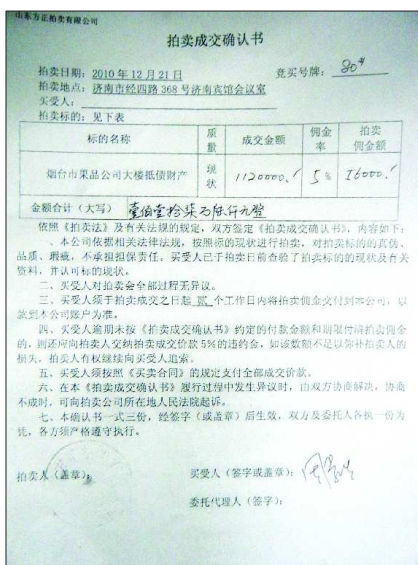 山东方正拍卖有限公司
拍卖成交确认书
拍卖日期：2010年12月21日 竞买号牌：80#
拍卖地点：济南市经四路368号济南宾馆会议室
买受人：
拍卖标的：见下表
标的名称 质量 成交金额 佣金率 拍卖佣金额
烟台市果品公司大楼抵债财产 现状 1120000. 5% 56000.
金额合计（大写） 壹佰壹拾柒万陆仟元整
依照《拍卖法》及有关法规的规定，双方签定《拍卖成交确认书》，内容如下：
、本公司依据相关法律法规，按照标的现状进行拍卖，对拍卖标的的真伪、
品质、瑕疵，不承担担保责任。买受人已于拍卖日前查验了拍卖标的的现状及有关
资料，并认可标的现状。
二、买受人对拍卖会全部过程无异议。
三、买受人须于拍卖成交之日起 贰 个工作日内将拍卖佣金交付到本公司，以
款到本公司账户为准。
四、买受人逾期未按《拍卖成交确认书》约定的付款金额和期限付清拍卖佣金
的，则还应向拍卖人交纳拍卖成交价款5%的违约金，如该数额不足以弥补拍卖人的
损失，拍卖人有权继续向买受人追索。
五、买受人须按照《买卖合同》的规定支付全部成交价款。
六、在本《拍卖成交确认书》履行过程中发生异议时，由双方协商解决，协商
不成时，可向拍卖公司所在地人民法院起诉。
七、本确认书一式三份，经签字（或盖章）后生效，双方及委托人各执一份为
凭，各方须严格遵守执行。
拍卖人（盖章）： 买受人（签字或盖章）：
委托代理人（签字）：